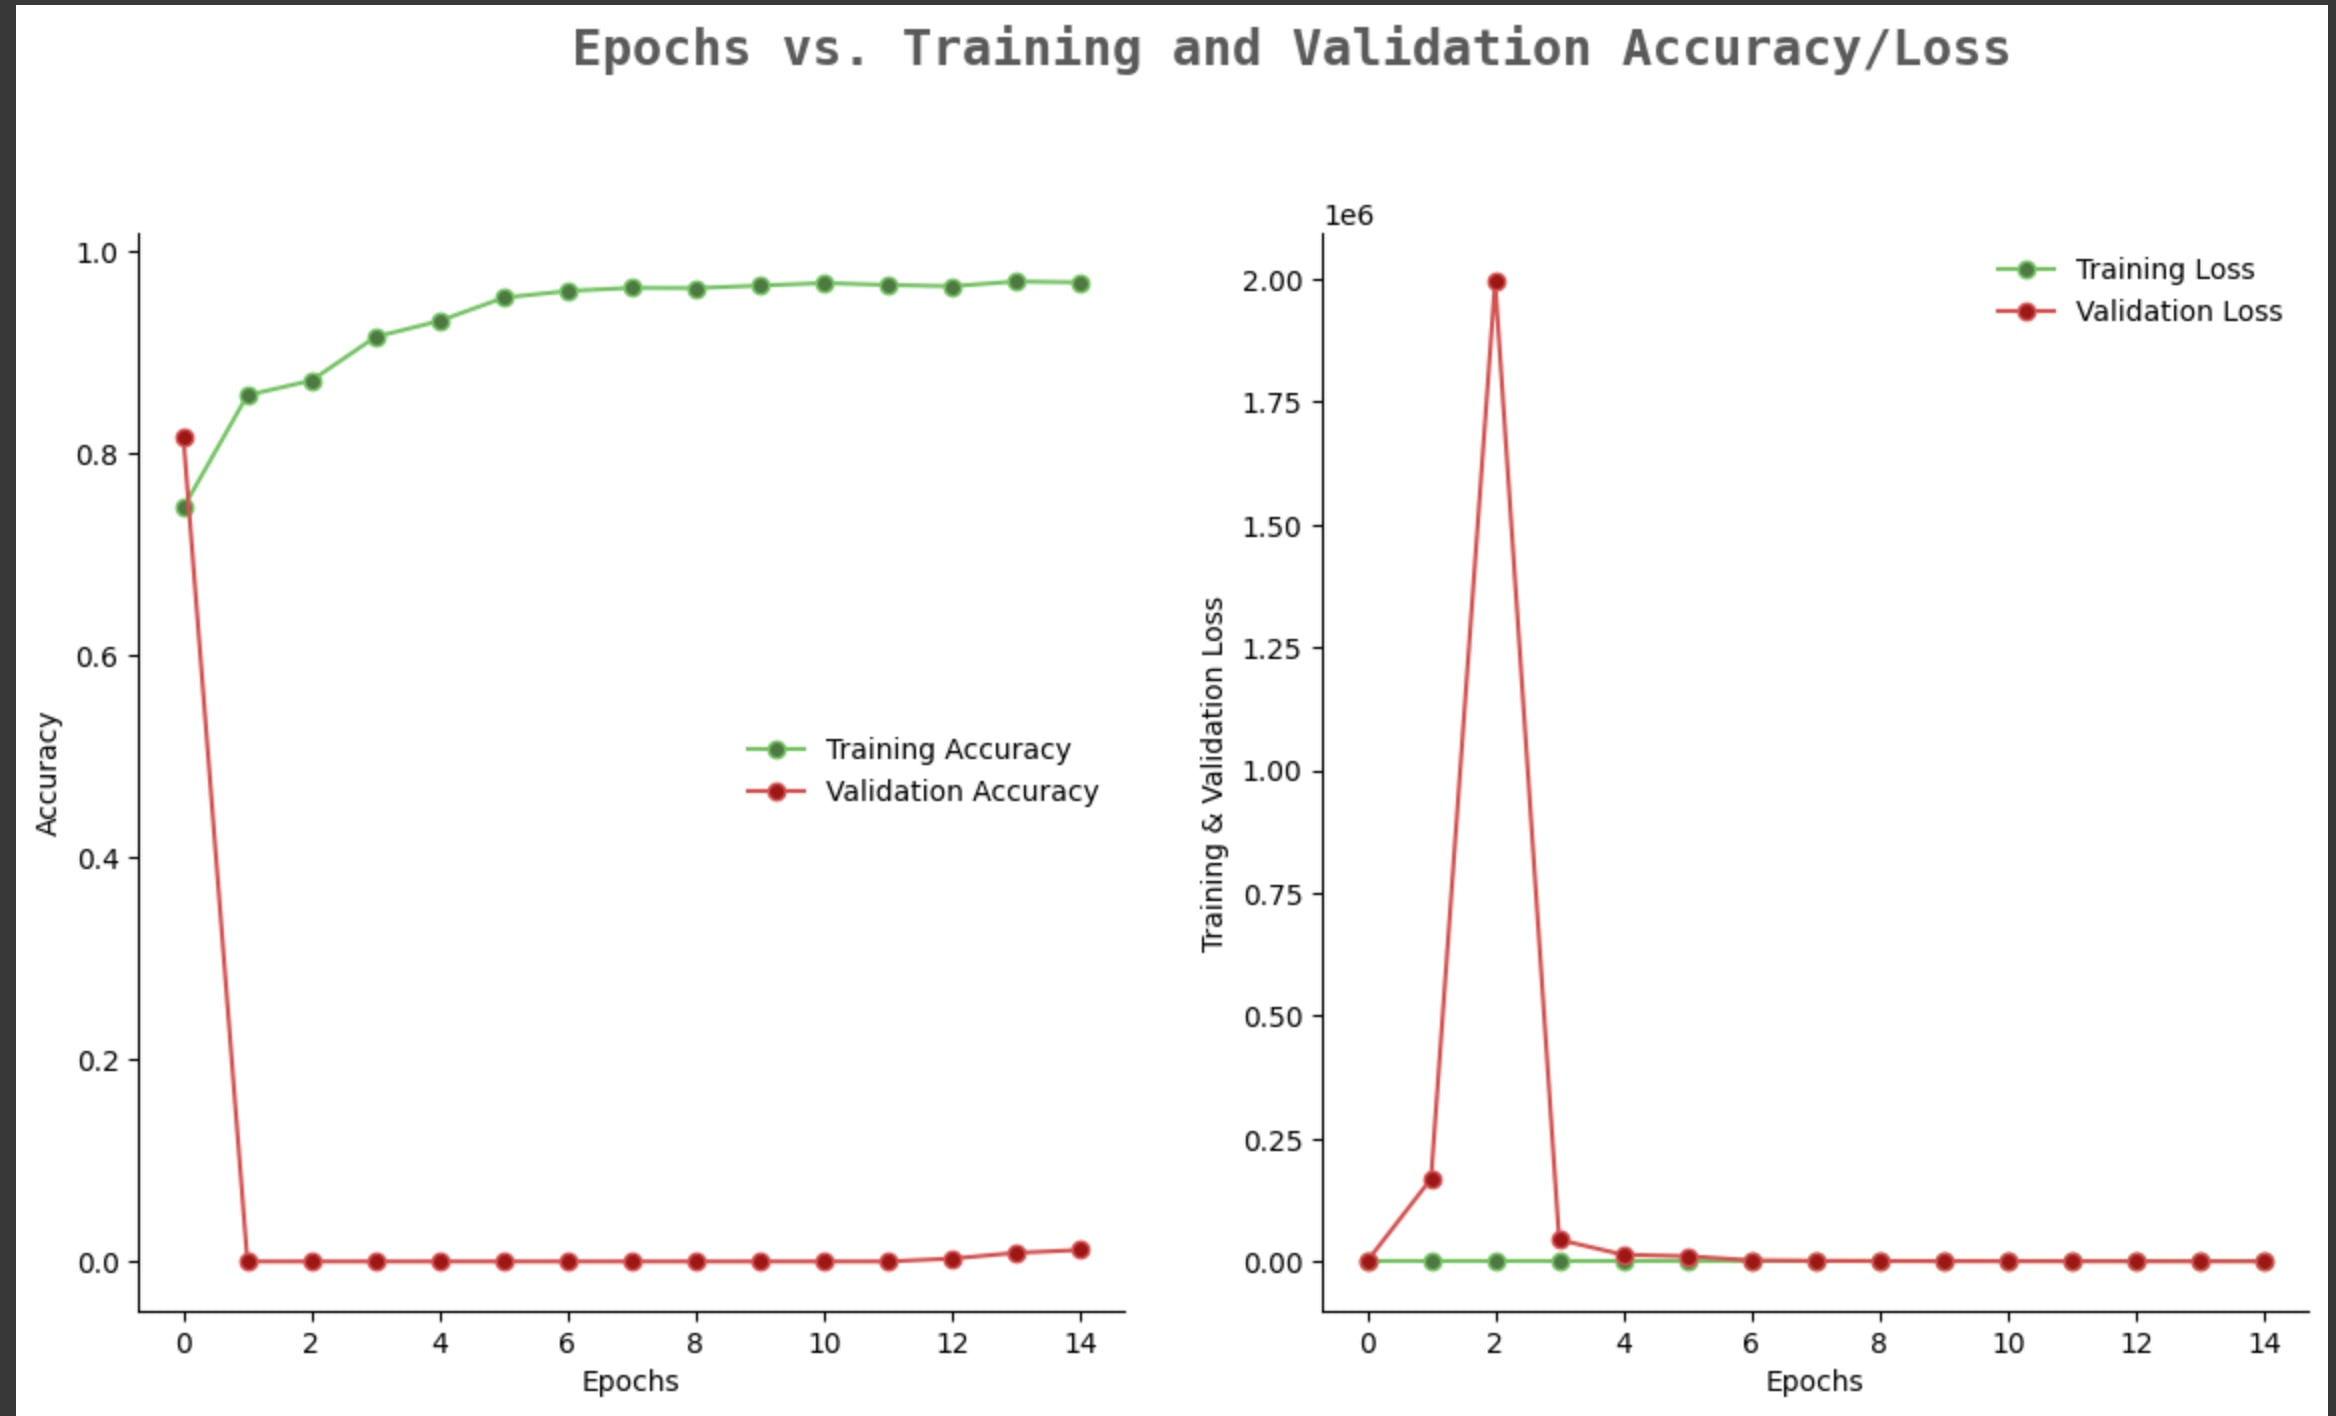 Epochs vs. Training and Validation Accuracy/Loss
1.0
0.8
0.6
0.4
0.2
0.0
Accuracy
Training Accuracy
Validation Accuracy
0 2 4 6 8 10 12 14
Epochs
1e6
2.00
1.75
1.50
1.25
1.00
0.75
0.50
0.25
0.00
Training & Validation Loss
Training Loss
Validation Loss
0 2 4 6 8 10 12 14
Epochs